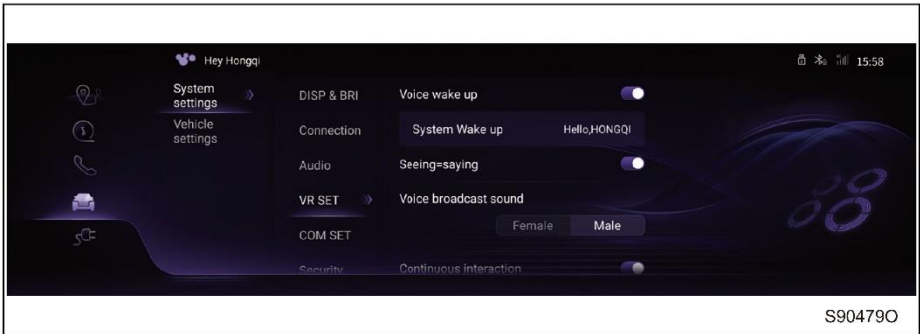 Hey Hongqi
15:58
System
settings
Vehicle
settings
DISP & BRI
Connection
Audio
VR SET
COM SET
Security
Voice wake up
System Wake up Hello,HONGQI
Seeing=saying
Voice broadcast sound
Female Male
Continuous interaction
S90479O